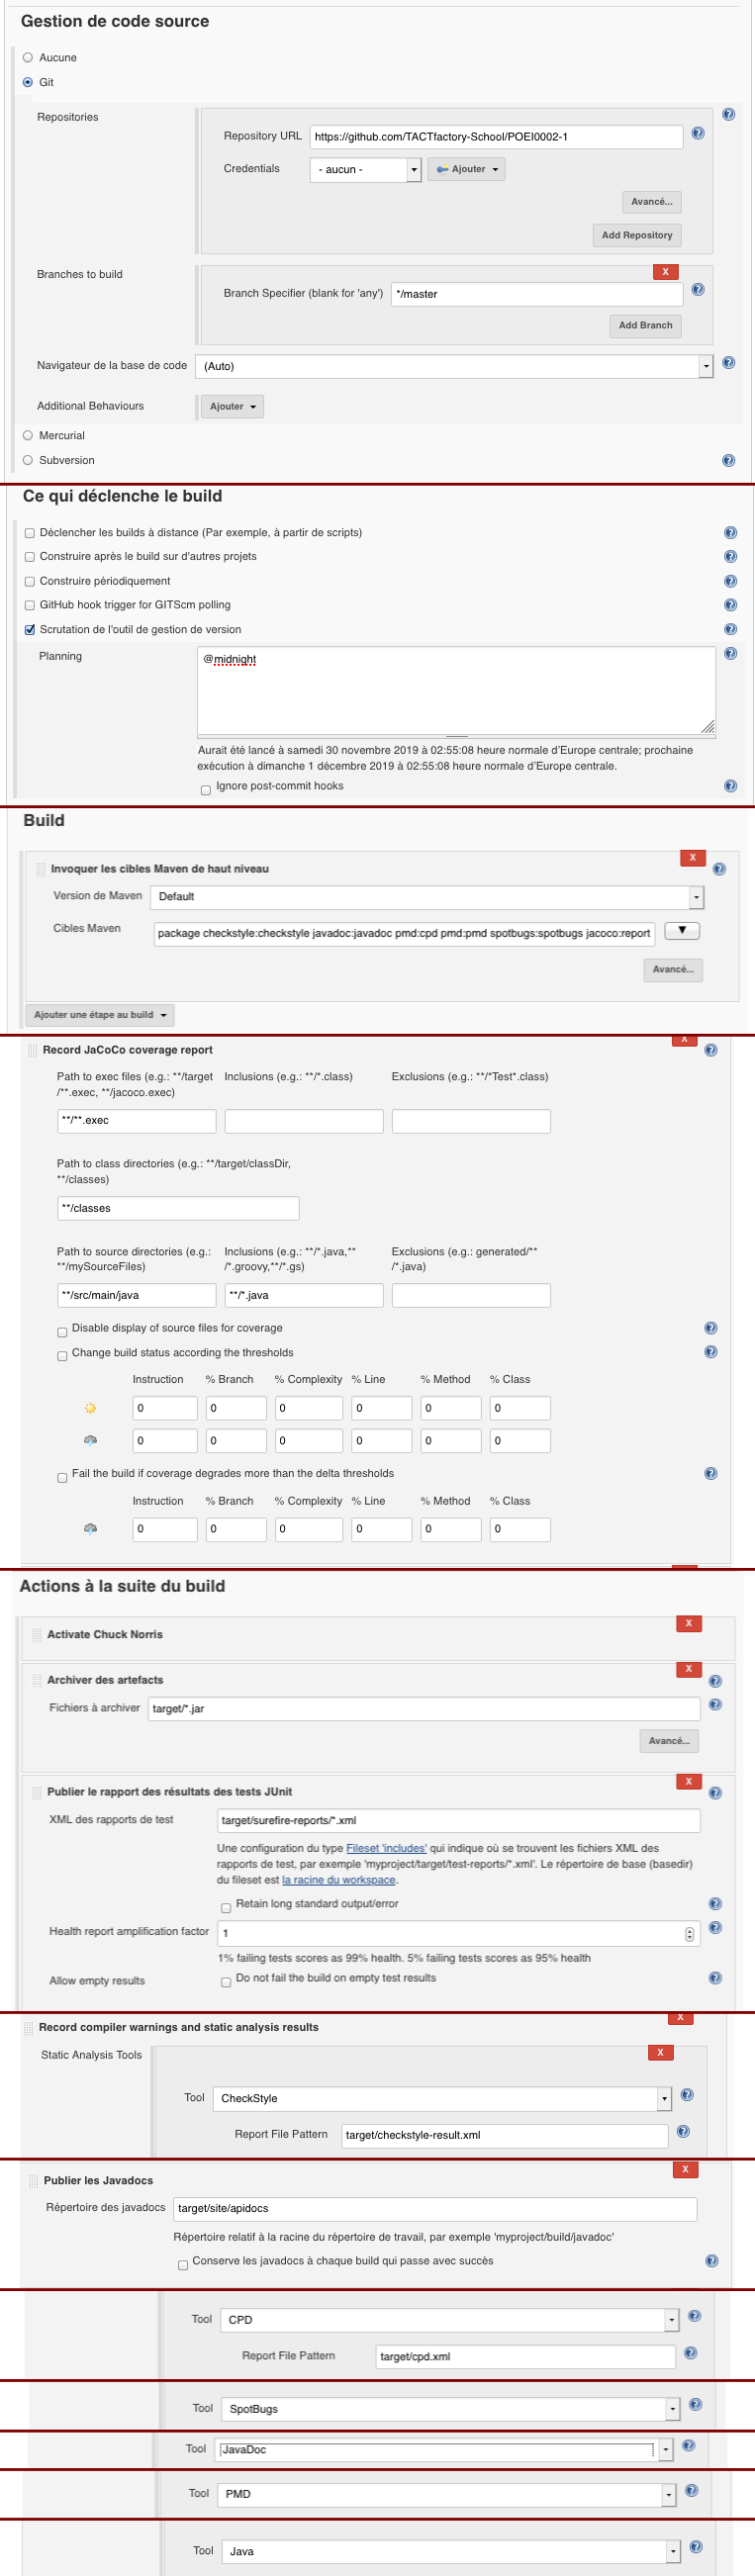 Gestion de code source
Aucune
Git
Repositories
Repository URL https://github.com/TACTfactory-School/POEI0002-1
Credentials - aucun - Ajouter
Avancé...
Add Repository
Branches to build
X
Branch Specifier (blank for 'any') */master
Add Branch
Navigateur de la base de code (Auto)
Additional Behaviours Ajouter
Mercurial
Subversion
Ce qui déclenche le build
Déclencher les builds à distance (Par exemple, à partir de scripts)
Construire après le build sur d'autres projets
Construire périodiquement
GitHub hook trigger for GITScm polling
Scrutation de l'outil de gestion de version
Planning @midnight
Aurait été lancé à samedi 30 novembre 2019 à 02:55:08 heure normale d'Europe centrale; prochaine
exécution à dimanche 1 décembre 2019 à 02:55:08 heure normale d'Europe centrale.
Ignore post-commit hooks
Build
X
Invoquer les cibles Maven de haut niveau
Version de Maven Default
Cibles Maven package checkstyle:checkstyle javadoc:javadoc pmd:cpd pmd:pmd spotbugs:spotbugs jacoco:report
Avancé...
Ajouter une étape au build
X
Record JaCoCo coverage report
Path to exec files (e.g.: **/target Inclusions (e.g.: **/*.class) Exclusions (e.g.: **/*Test*.class)
/**.exec, **/jacoco.exec)
**/**.exec
Path to class directories (e.g.: **/target/classDir,
**/classes)
**/classes
Path to source directories (e.g.: Inclusions (e.g.: **/*.java,** Exclusions (e.g.: generated/**
**/mySourceFiles) /*.groovy,**/*.gs) /*.java)
**/src/main/java **/*.java
Disable display of source files for coverage
Change build status according the thresholds
Instruction % Branch % Complexity % Line % Method % Class
0 0 0 0 0 0
0 0 0 0 0 0
Fail the build if coverage degrades more than the delta thresholds
Instruction % Branch % Complexity % Line % Method % Class
0 0 0 0 0 0
Actions à la suite du build
X
Activate Chuck Norris
X
Archiver des artefacts
Fichiers à archiver target/*.jar
Avancé...
X
Publier le rapport des résultats des tests JUnit
XML des rapports de test target/surefire-reports/*.xml
Une configuration du type Fileset 'includes' qui indique où se trouvent les fichiers XML des
rapports de test, par exemple 'myproject/target/test-reports/*.xml'. Le répertoire de base (basedir)
du fileset est la racine du workspace.
Retain long standard output/error
Health report amplification factor 1
1% failing tests scores as 99% health. 5% failing tests scores as 95% health
Allow empty results Do not fail the build on empty test results
X
Record compiler warnings and static analysis results
Static Analysis Tools
X
Tool CheckStyle
Report File Pattern target/checkstyle-result.xml
X
Publier les Javadocs
Répertoire des javadocs target/site/apidocs
Répertoire relatif à la racine du répertoire de travail, par exemple 'myproject/build/javadoc'
Conserve les javadocs à chaque build qui passe avec succès
Tool CPD
Report File Pattern target/cpd.xml
Tool SpotBugs
Tool JavaDoc
Tool PMD
Tool Java